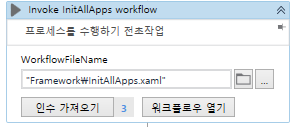 Invoke InitAllApps workflow
프로세스를 수행하기 전초작업
WorkflowFileName
"Framework₩InitAllApps.xaml"
...
인수 가져오기 3 워크플로우 열기